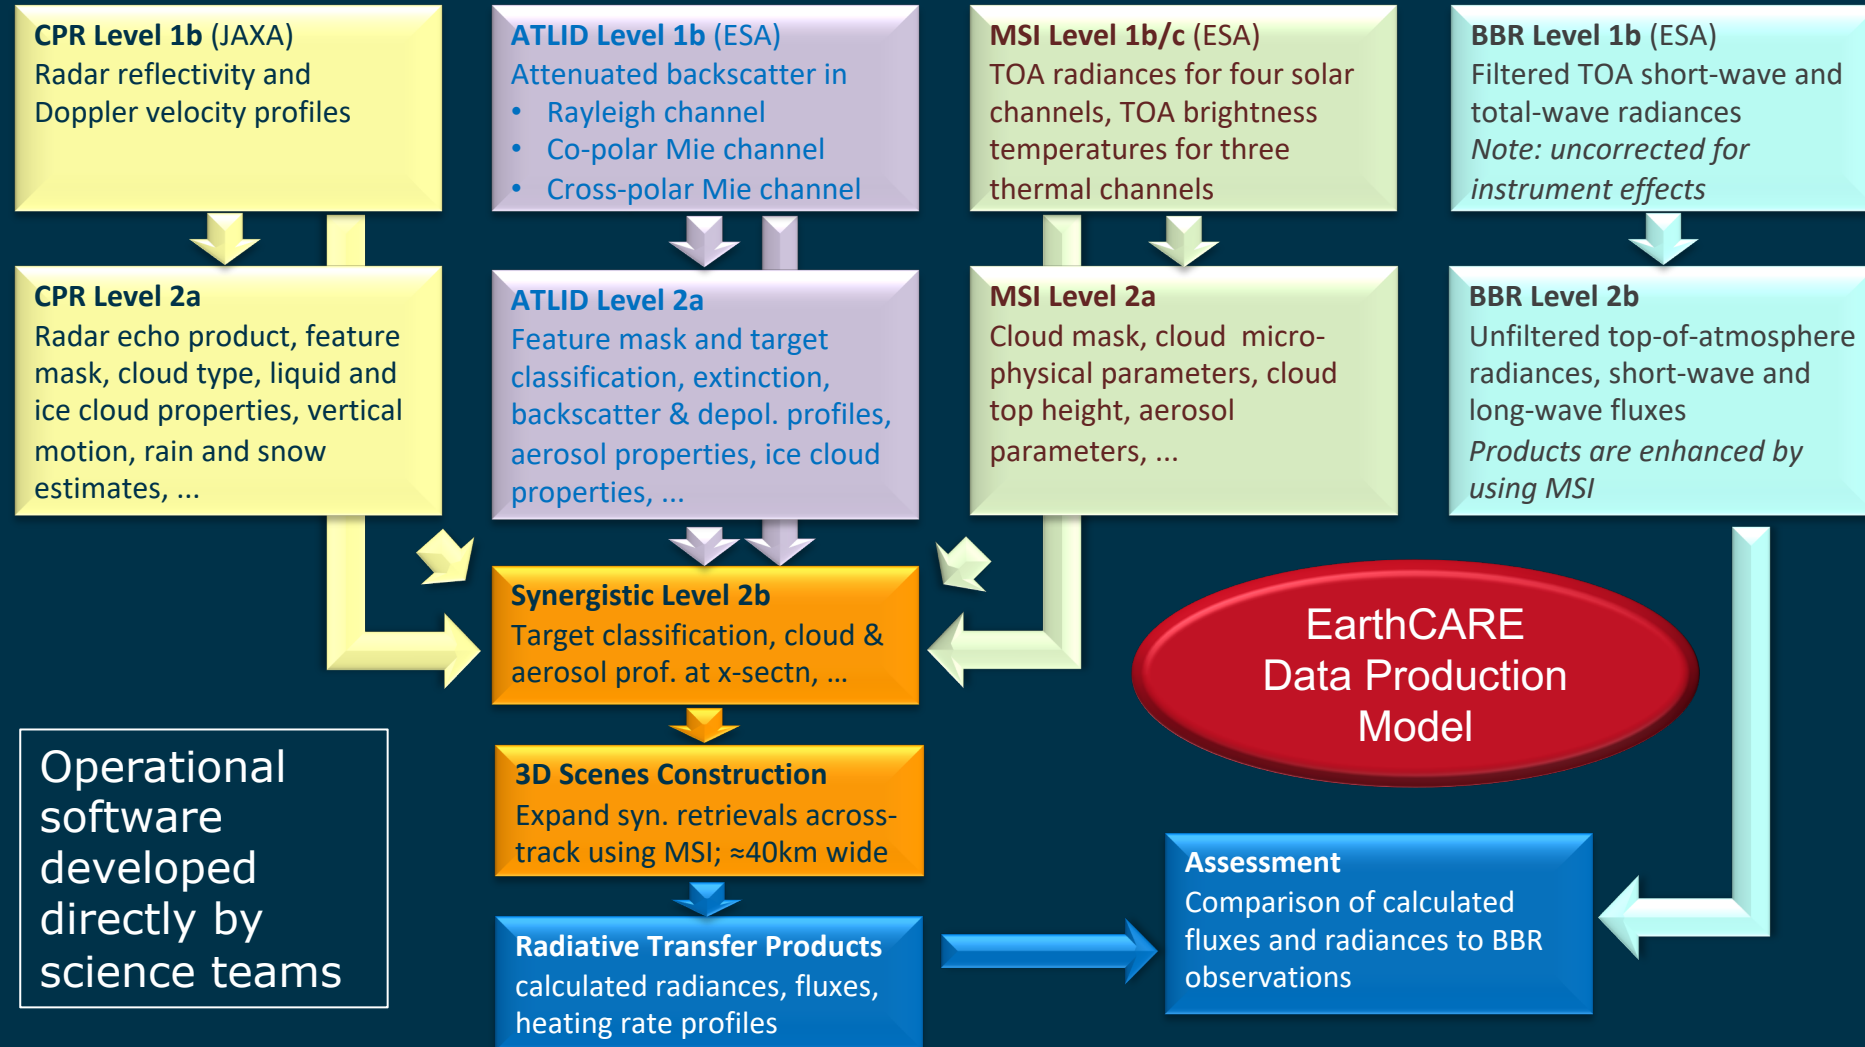 CPR Level 1b (JAXA)
Radar reflectivity and
Doppler velocity profiles
ATLID Level 1b (ESA)
Attenuated backscatter in
• Rayleigh channel
• Co-polar Mie channel
• Cross-polar Mie channel
MSI Level 1b/c (ESA)
TOA radiances for four solar
channels, TOA brightness
temperatures for three
thermal channels
BBR Level 1b (ESA)
Filtered TOA short-wave and
total-wave radiances
Note: uncorrected for
instrument effects
CPR Level 2a
Radar echo product, feature
mask, cloud type, liquid and
ice cloud properties, vertical
motion, rain and snow
estimates, ...
ATLID Level 2a
Feature mask and target
classification, extinction,
backscatter & depol. profiles,
aerosol properties, ice cloud
properties, ...
MSI Level 2a
Cloud mask, cloud micro-
physical parameters, cloud
top height, aerosol
parameters, ...
BBR Level 2b
Unfiltered top-of-atmosphere
radiances, short-wave and
long-wave fluxes
Products are enhanced by
using MSI
Synergistic Level 2b
Target classification, cloud &
aerosol prof. at x-sectn, ...
EarthCARE
Data Production
Model
Operational
software
developed
directly by
science teams
3D Scenes Construction
Expand syn. retrievals across-
track using MSI; ≈40km wide
Radiative Transfer Products
calculated radiances, fluxes,
heating rate profiles
Assessment
Comparison of calculated
fluxes and radiances to BBR
observations